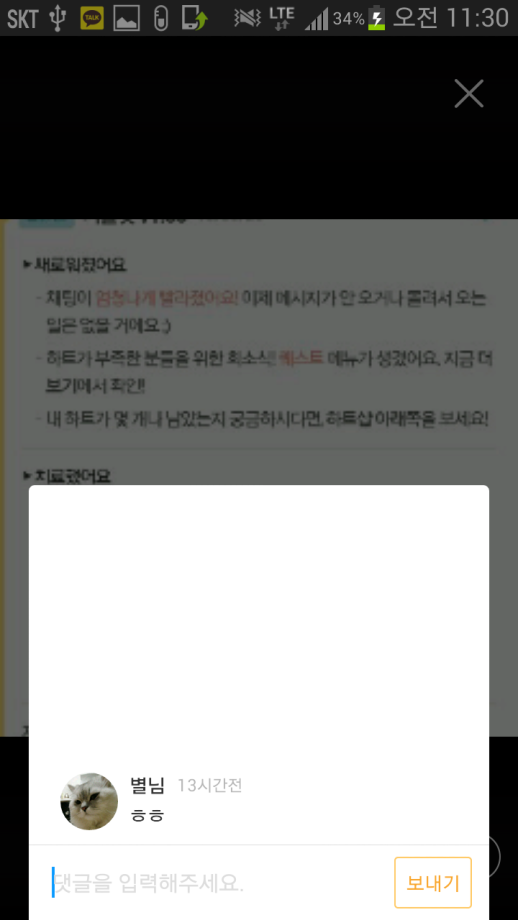 SKT LTE 34% 오전 11:30
새로워졌어요
- 채팅이 엄청나게 빨라졌어요! 이제 메시지가 안 오거나 몰려서 오는
일은 없을 거에요 :)
- 하트가 부족한 분들을 위한 희소식! 퀘스트 메뉴가 생겼어요. 지금 더
보기에서 확인!
- 내 하트가 몇 개나 남았는지 궁금하시다면, 하트샵 아래쪽을 보세요!
치료했어요
별님 13시간전
ㅎㅎ
댓글을 입력해주세요.
보내기